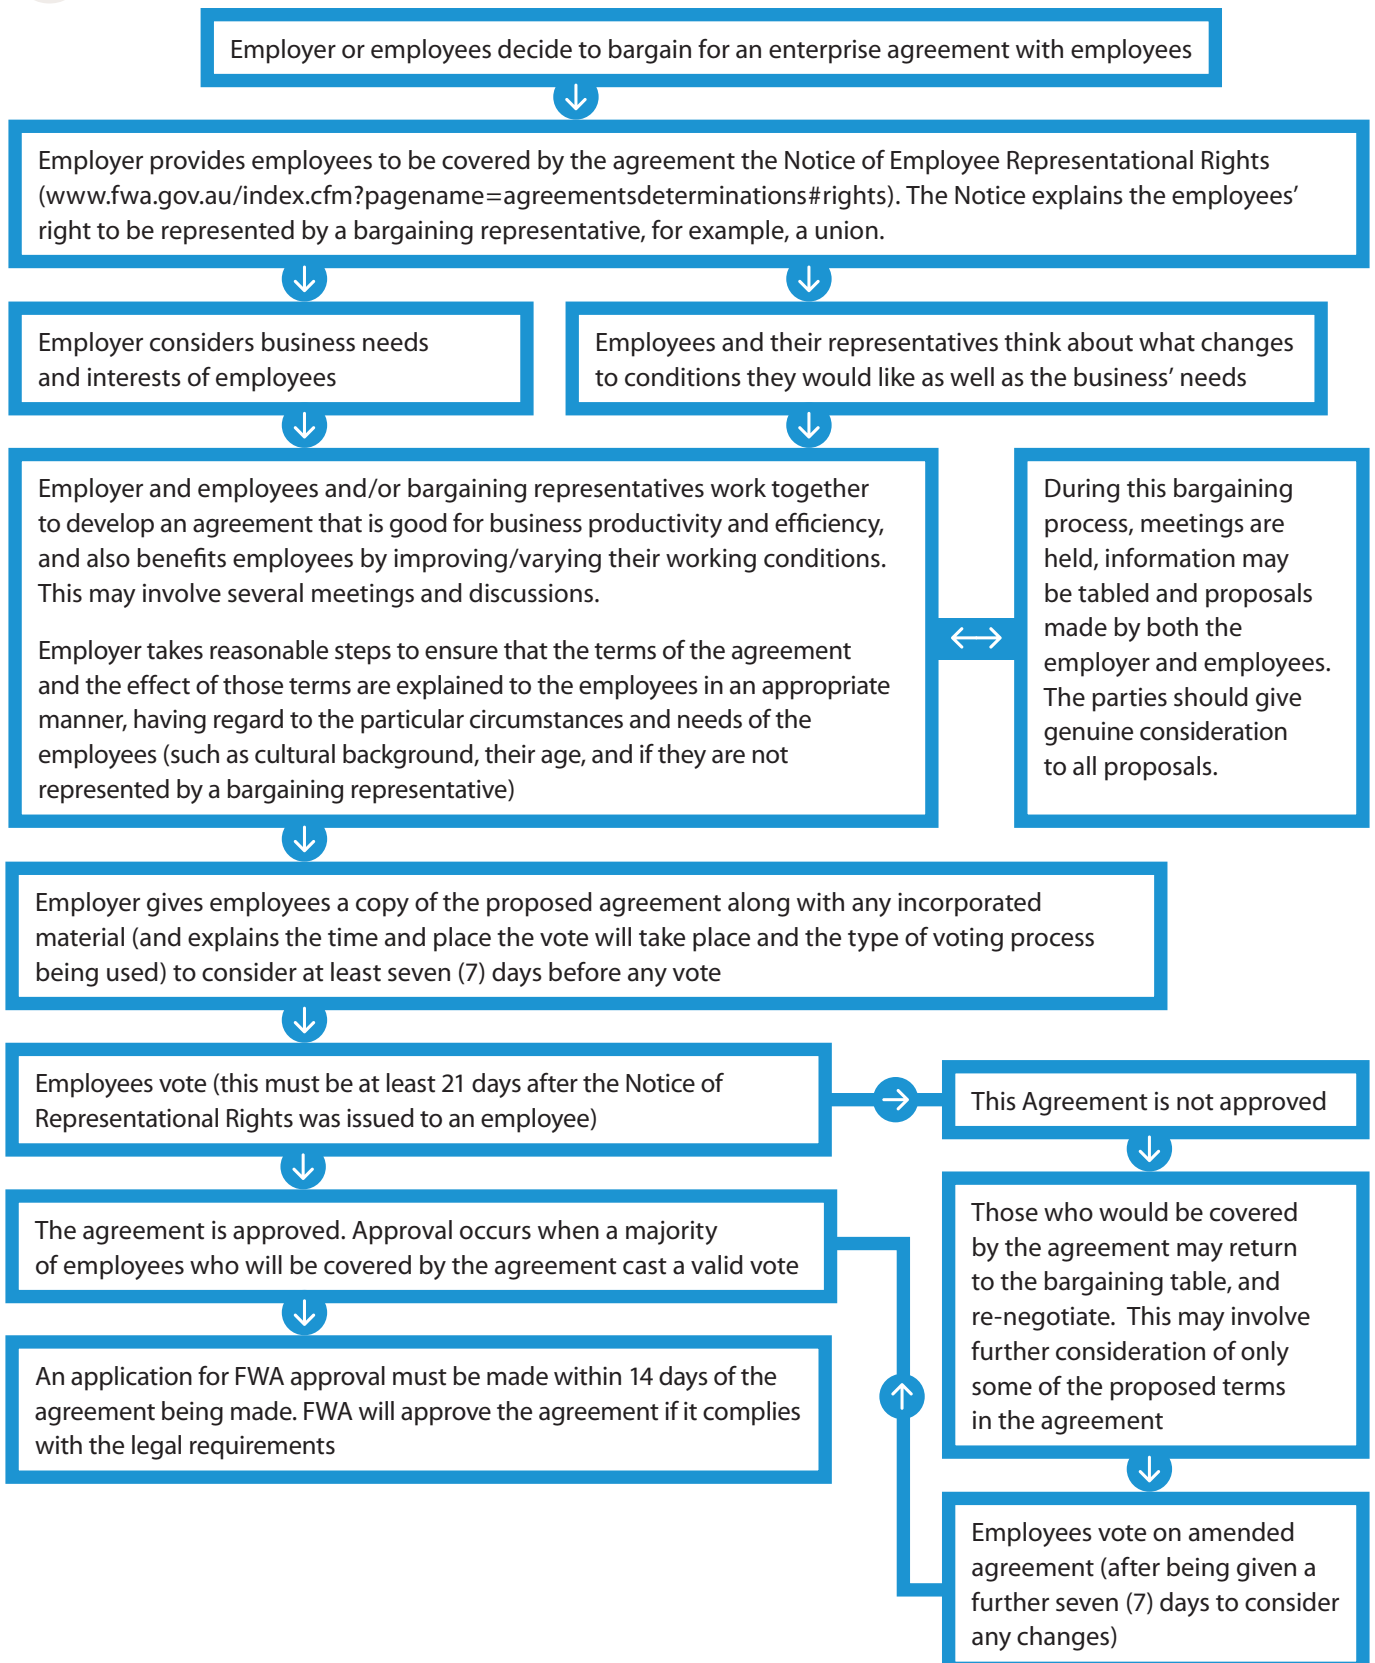 Employer or employees decide to bargain for an enterprise agreement with employees
Employer provides employees to be covered by the agreement the Notice of Employee Representational Rights
(www.fwa.gov.au/index.cfm?pagename=agreementsdeterminations#rights). The Notice explains the employees’
right to be represented by a bargaining representative, for example, a union.
Employer considers business needs
and interests of employees
Employees and their representatives think about what changes
to conditions they would like as well as the business’ needs
Employer and employees and/or bargaining representatives work together
to develop an agreement that is good for business productivity and efficiency,
and also benefits employees by improving/varying their working conditions.
This may involve several meetings and discussions.
Employer takes reasonable steps to ensure that the terms of the agreement
and the effect of those terms are explained to the employees in an appropriate
manner, having regard to the particular circumstances and needs of the
employees (such as cultural background, their age, and if they are not
represented by a bargaining representative)
During this bargaining
process, meetings are
held, information may
be tabled and proposals
made by both the
employer and employees.
The parties should give
genuine consideration
to all proposals.
Employer gives employees a copy of the proposed agreement along with any incorporated
material (and explains the time and place the vote will take place and the type of voting process
being used) to consider at least seven (7) days before any vote
Employees vote (this must be at least 21 days after the Notice of
Representational Rights was issued to an employee)
This Agreement is not approved
The agreement is approved. Approval occurs when a majority
of employees who will be covered by the agreement cast a valid vote
Those who would be covered
by the agreement may return
to the bargaining table, and
re-negotiate. This may involve
further consideration of only
some of the proposed terms
in the agreement
An application for FWA approval must be made within 14 days of the
agreement being made. FWA will approve the agreement if it complies
with the legal requirements
Employees vote on amended
agreement (after being given a
further seven (7) days to consider
any changes)